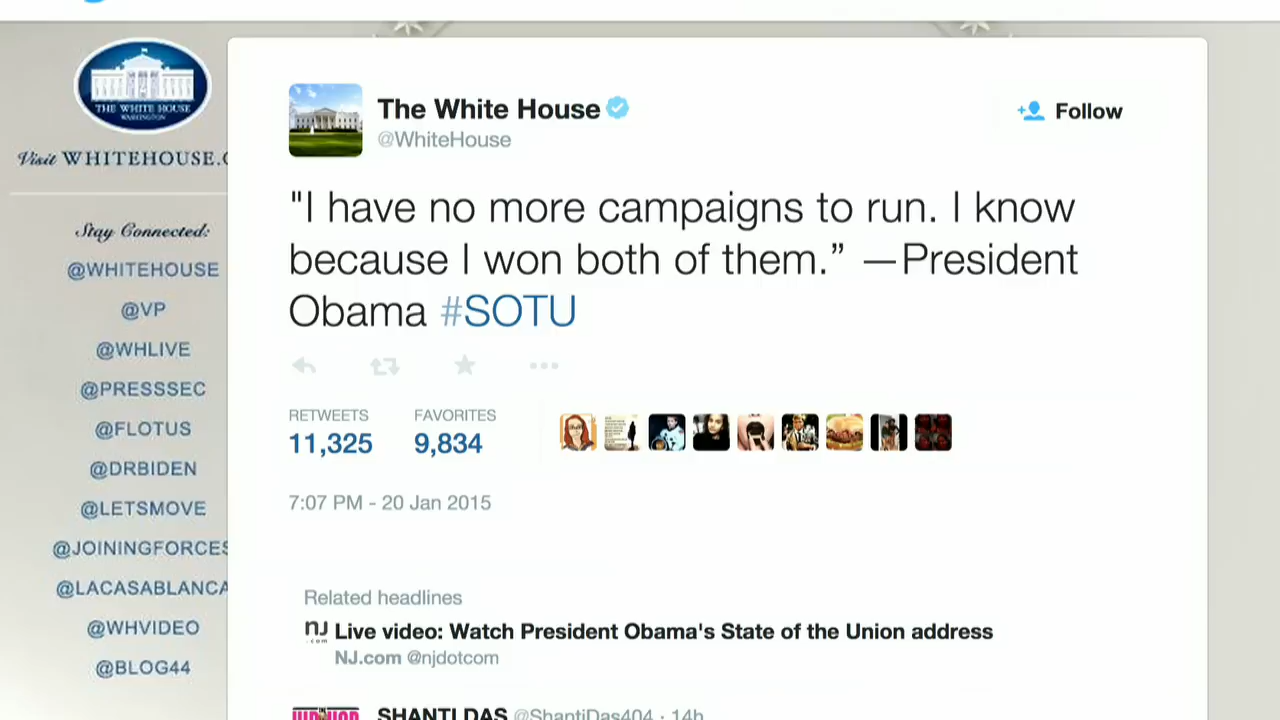 THE WHITE HOUSE
WASHINGTON
Visit WHITEHOUSE.
Stay Connected:
@WHITEHOUSE
@VP
@WHLIVE
@PRESSSEC
@FLOTUS
@DRBIDEN
@LETSMOVE
@JOININGFORCES
@LACASABLANCA
@WHVIDEO
@BLOG44
The White House
@WhiteHouse
Follow
"I have no more campaigns to run. I know
because I won both of them.” —President
Obama #SOTU
RETWEETS FAVORITES
11,325 9,834
7:07 PM - 20 Jan 2015
Related headlines
nj Live video: Watch President Obama's State of the Union address
.com NJ.com @njdotcom
SHANTI DAS @ShantiDas404 · 14h